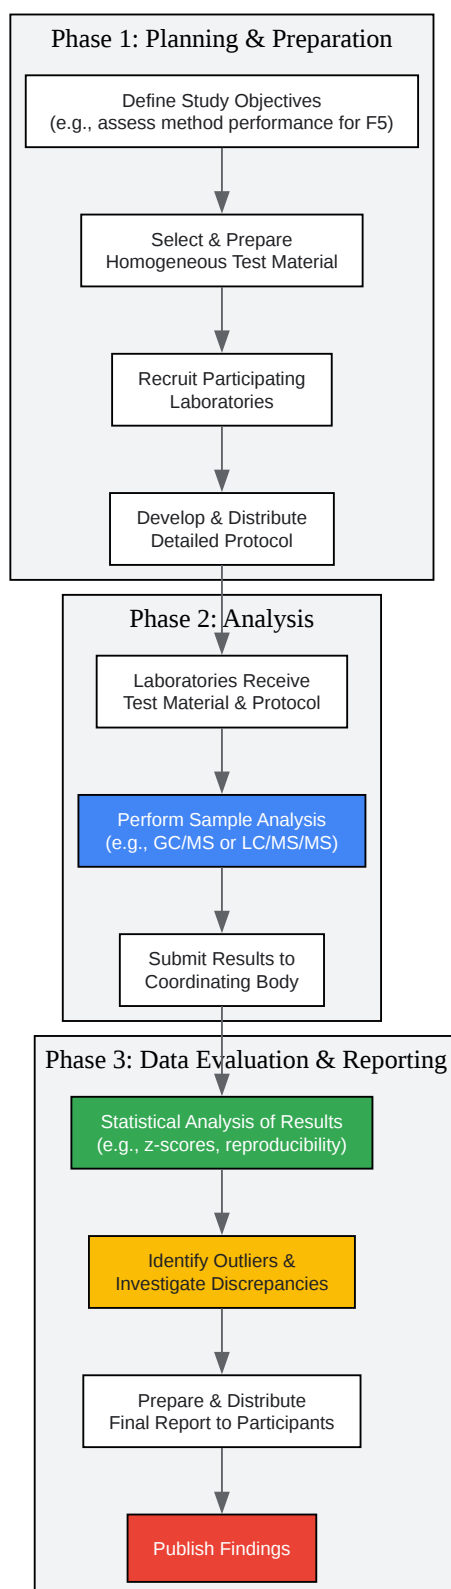 Phase 1: Planning & Preparation
Define Study Objectives
(e.g., assess method performance for F5)
Select & Prepare
Homogeneous Test Material
Recruit Participating
Laboratories
Develop & Distribute
Detailed Protocol
Phase 2: Analysis
Laboratories Receive
Test Material & Protocol
Perform Sample Analysis
(e.g., GC/MS or LC/MS/MS)
Submit Results to
Coordinating Body
Phase 3: Data Evaluation & Reporting
Statistical Analysis of Results
(e.g., z-scores, reproducibility)
Identify Outliers &
Investigate Discrepancies
Prepare & Distribute
Final Report to Participants
Publish Findings